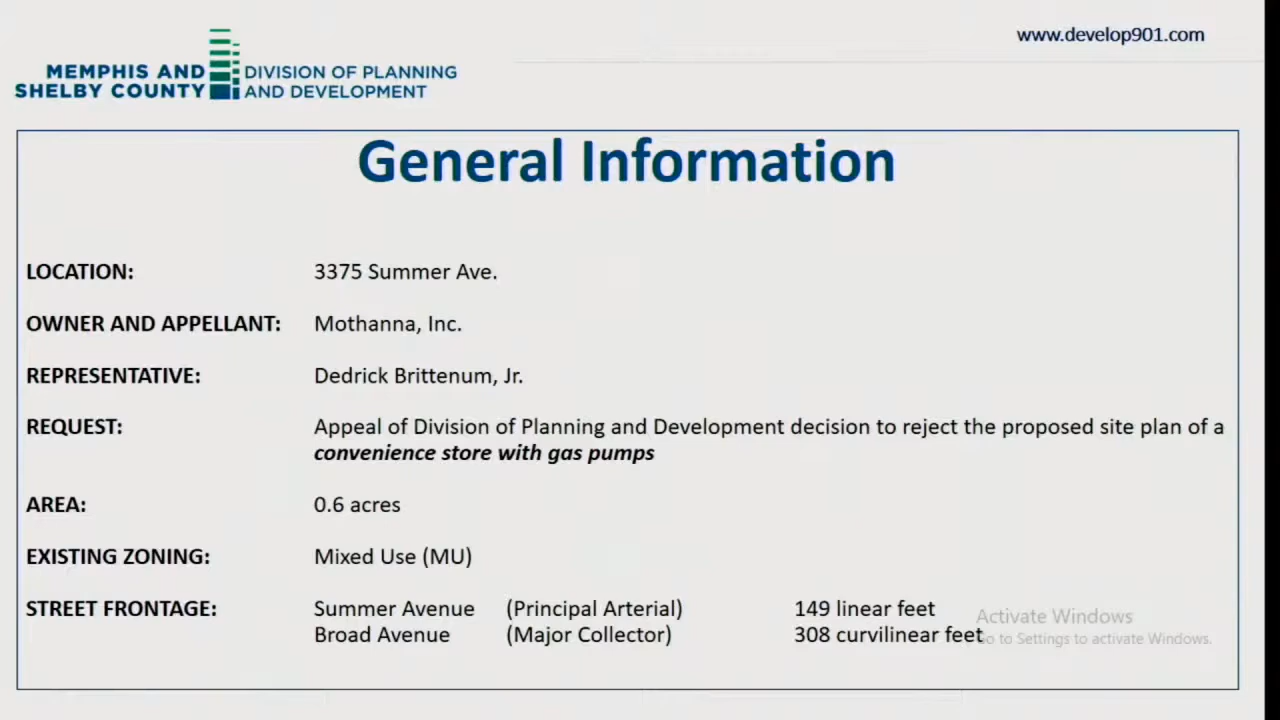 www.develop901.com
MEMPHIS AND SHELBY COUNTY
DIVISION OF PLANNING AND DEVELOPMENT
General Information
LOCATION: 3375 Summer Ave.
OWNER AND APPELLANT: Mothanna, Inc.
REPRESENTATIVE: Dedrick Brittenum, Jr.
REQUEST: Appeal of Division of Planning and Development decision to reject the proposed site plan of a
convenience store with gas pumps
AREA: 0.6 acres
EXISTING ZONING: Mixed Use (MU)
STREET FRONTAGE: Summer Avenue (Principal Arterial) 149 linear feet
Broad Avenue (Major Collector) 308 curvilinear feet
Activate Windows
Go to Settings to activate Windows.